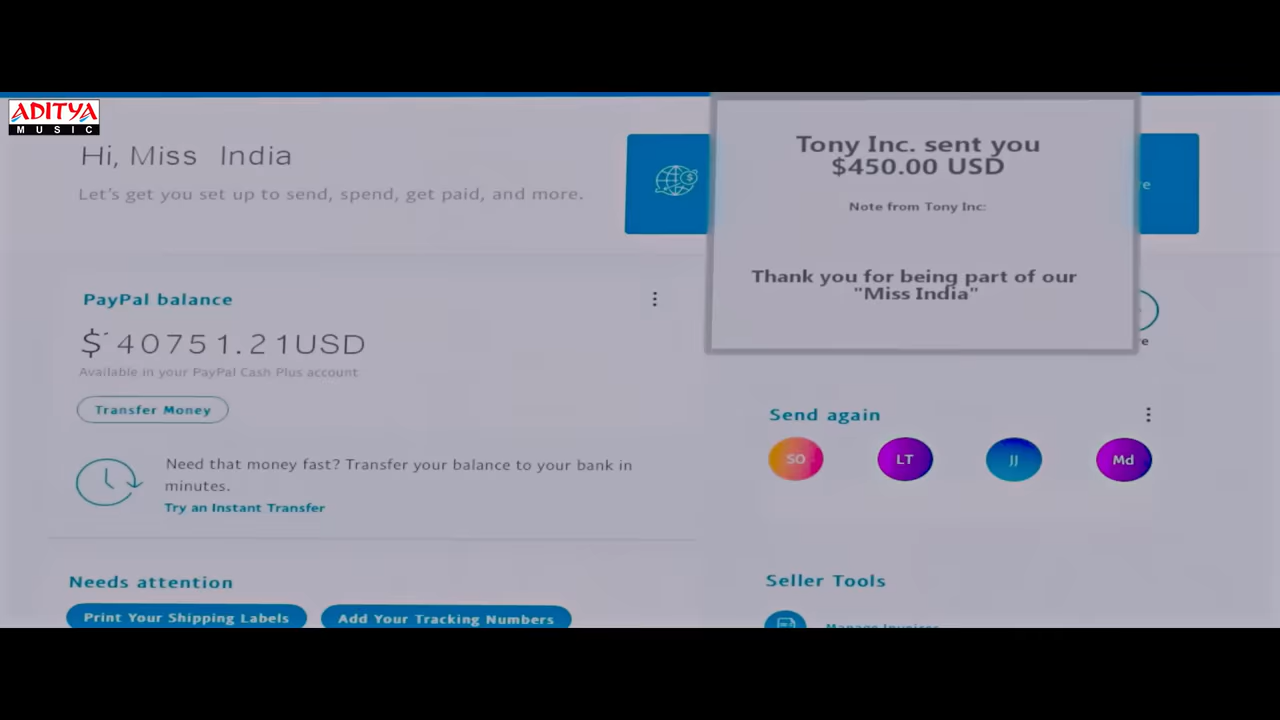 ADITYA
MUSIC
Hi, Miss India
Let's get you set up to send, spend, get paid, and more.
Tony Inc. sent you
$450.00 USD
Note from Tony Inc:
Thank you for being part of our
"Miss India"
re
PayPal balance
$ 40751.21USD
Available in your PayPal Cash Plus account
Transfer Money
re
Need that money fast? Transfer your balance to your bank in
minutes.
Try an Instant Transfer
Send again
SO LT JJ Md
Needs attention
Print Your Shipping Labels Add Your Tracking Numbers
Seller Tools
Manage Invoices